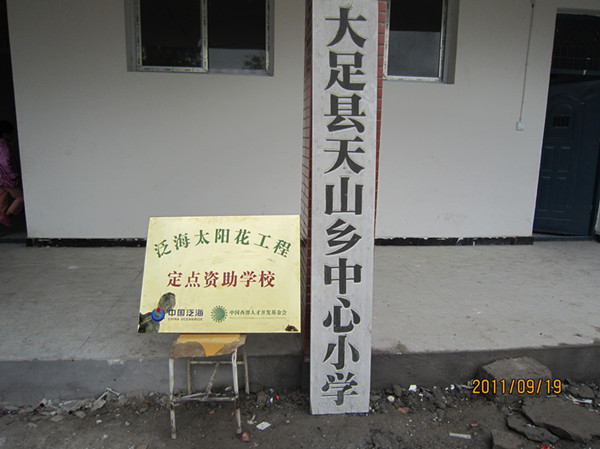 大足县天山乡中心小学
泛海太阳花工程
定点资助学校
中国泛海
CHINA OCEANWIDE
中国西部人才开发基金会
2011/09/19